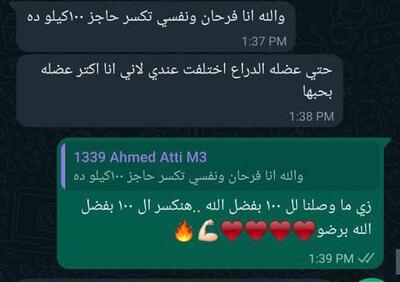 والله انا فرحان ونفسي تكسر حاجز ١٠٠كيلو ده
1:37 PM
حتي عضله الدراع اختلفت عندي لاني انا اكتر عضله
بحبها
1:38 PM
1339 Ahmed Atti M3
والله انا فرحان ونفسي تكسر حاجز ١٠٠كيلو ده
زي ما وصلنا لل ١٠٠ بفضل الله ..هنكسر ال ١٠٠ بفضل
الله برضو♥️♥️♥️♥️💪🏻🔥
1:39 PM